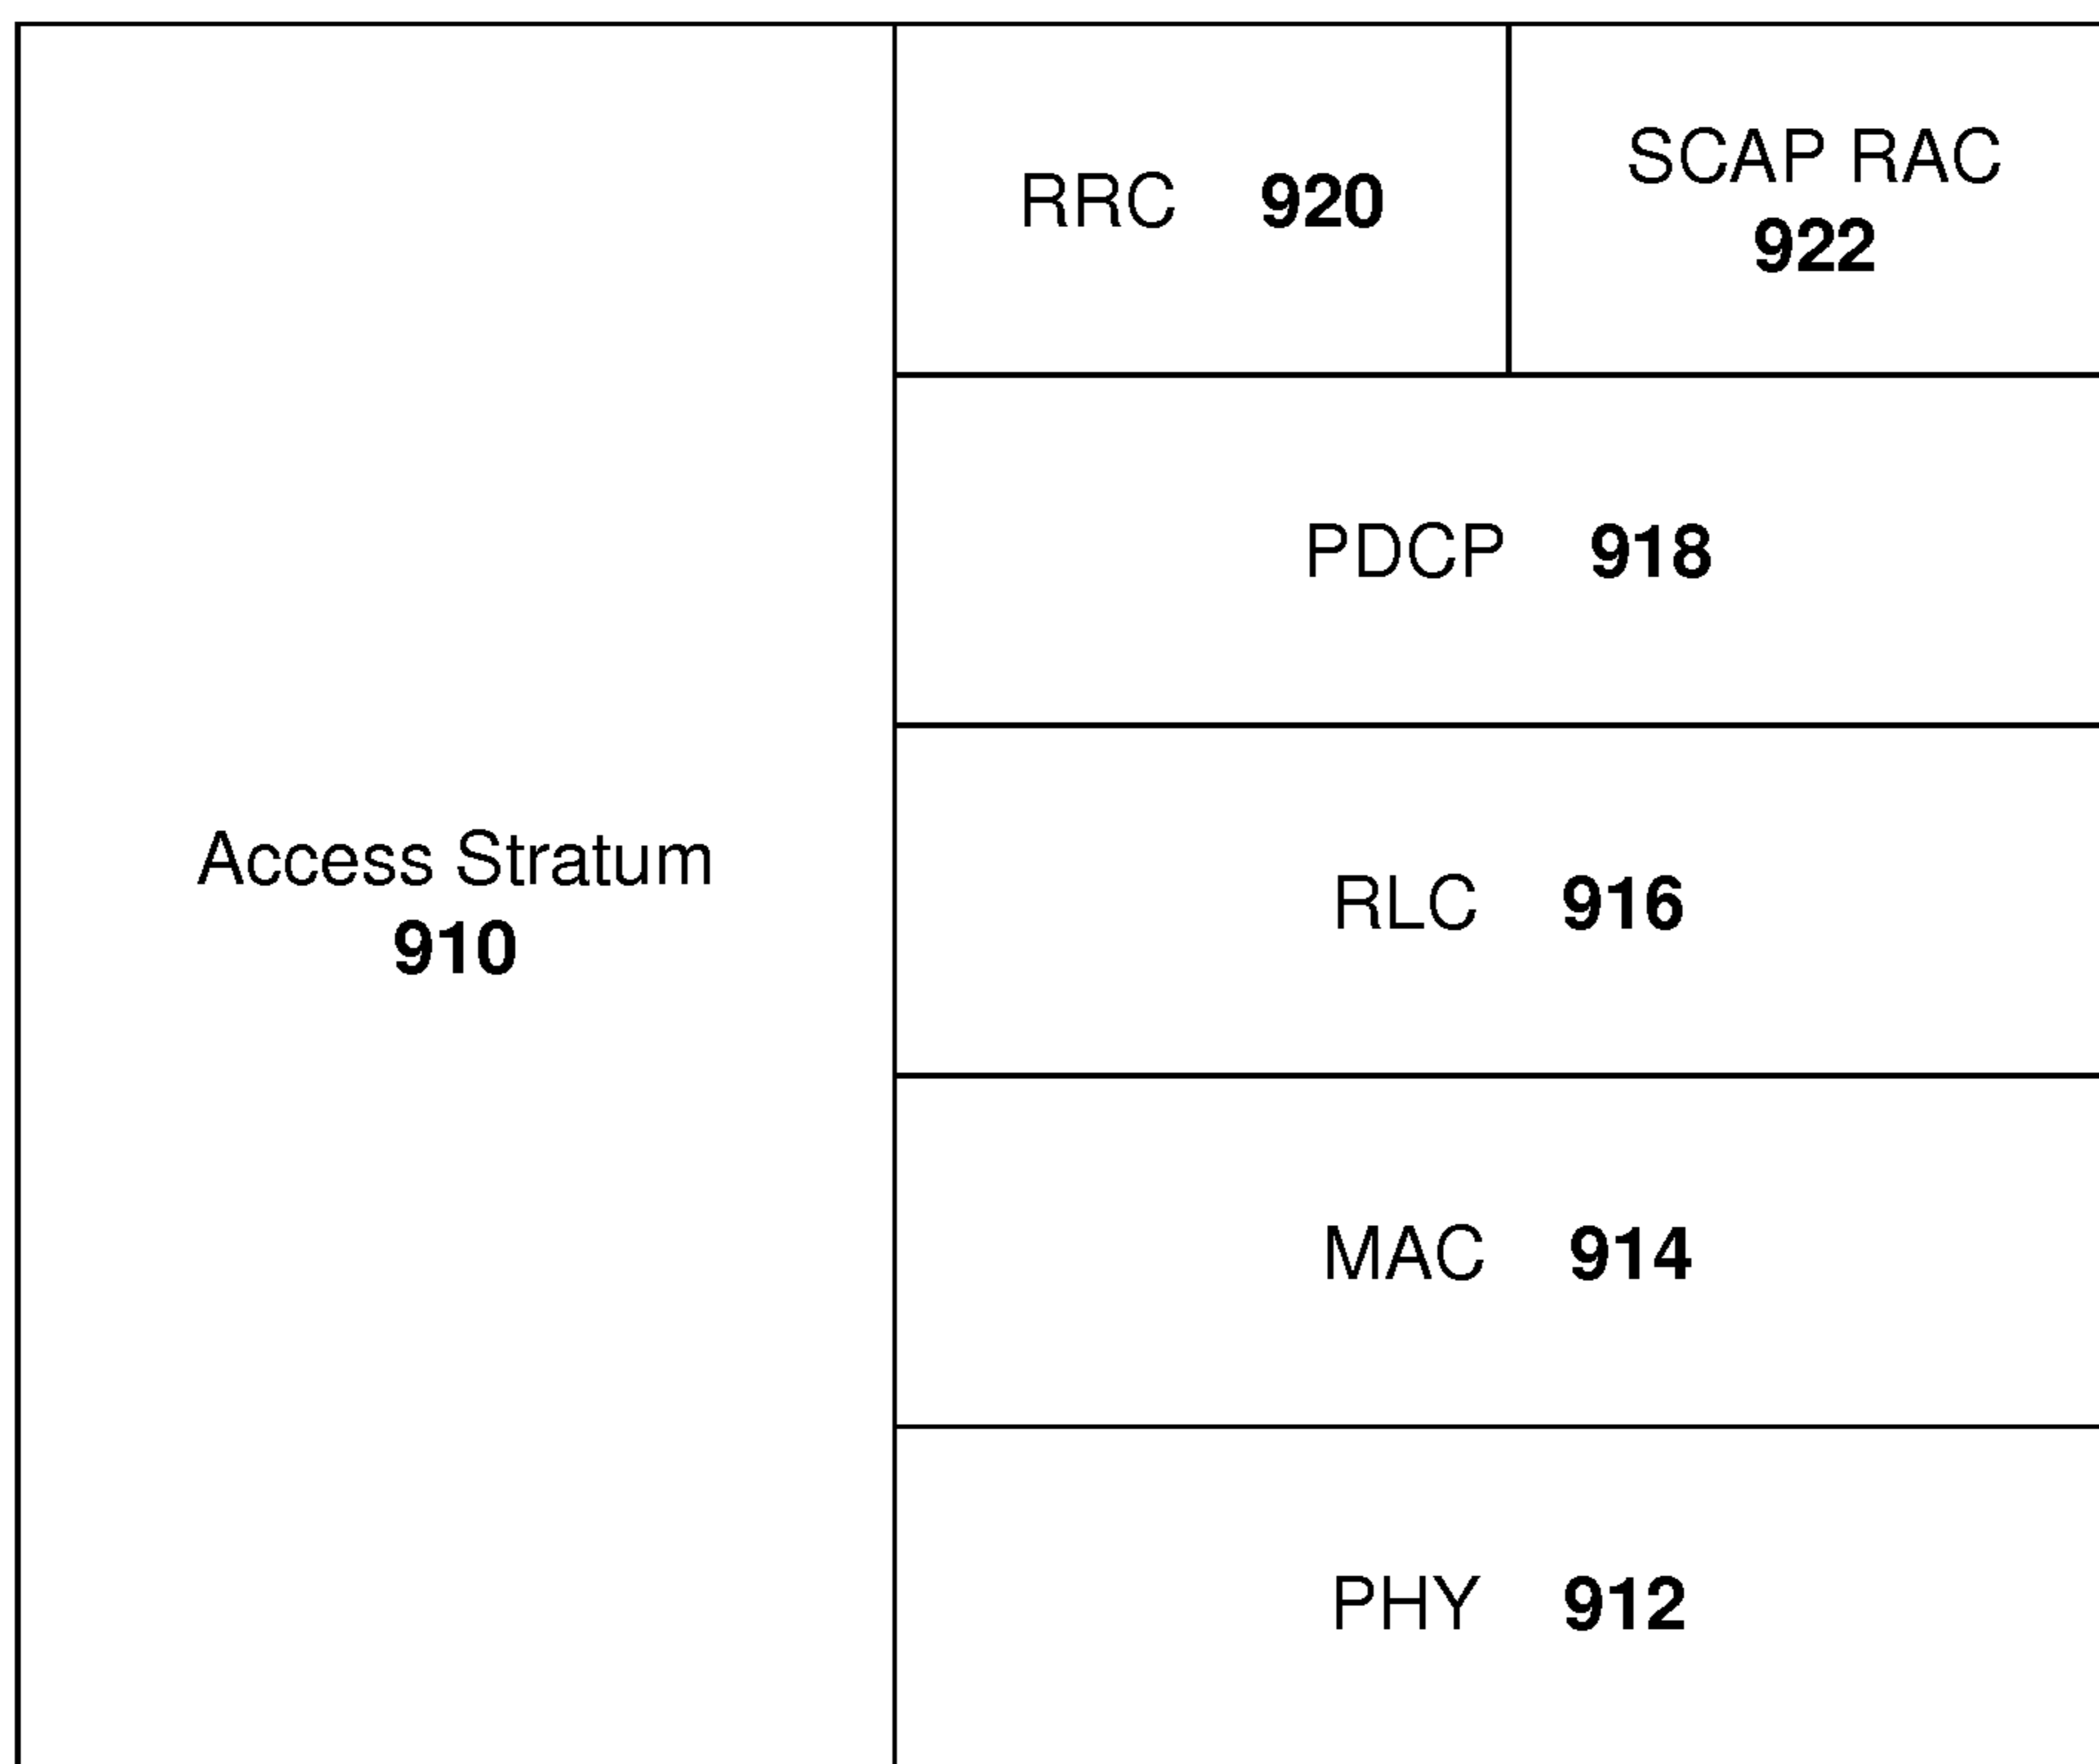 RRC 920
SCAP RAC
922
PDCP 918
Access Stratum
910
RLC 916
MAC 914
PHY 912